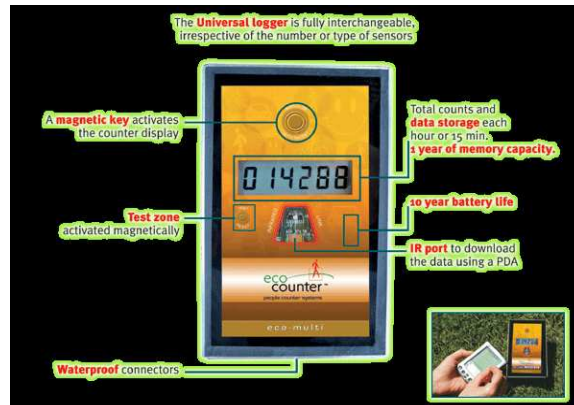 The Universal logger is fully interchangeable,
irrespective of the number or type of sensors
A magnetic key activates
the counter display
Total counts and
data storage each
hour or 15 min.
1 year of memory capacity.
014288
Test zone
activated magnetically
10 year battery life
IR port to download
the data using a PDA
eco
counter™
people counter systems
eco-multi
Waterproof connectors